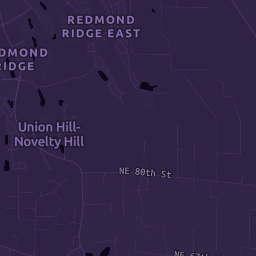 REDMOND
RIDGE EAST
DMOND
RIDGE
Union Hill-
Novelty Hill
NE 80th St